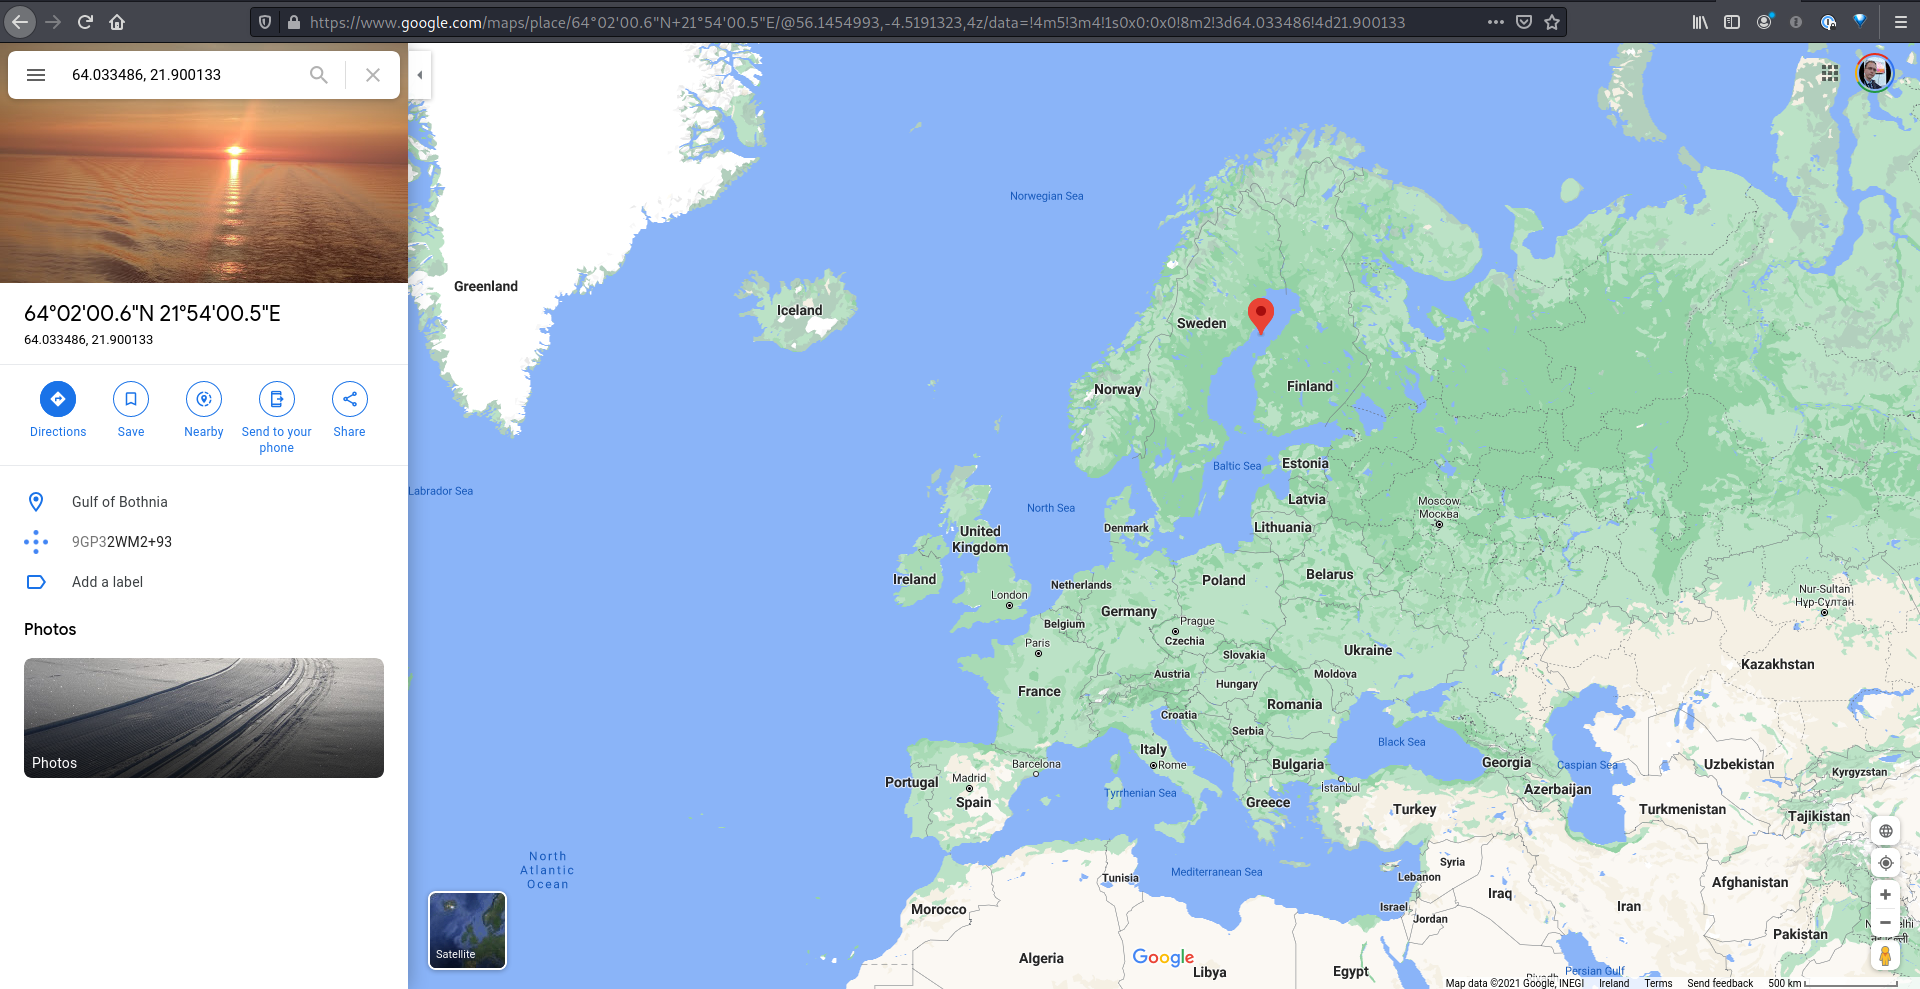 https://www.google.com/maps/place/64°02'00.6"N+21°54'00.5"E/@56.1454993,-4.5191323,4z/data=!4m5!3m4!1s0x0:0x0!8m2!3d64.033486!4d21.900133
64.033486, 21.900133
64°02'00.6"N 21°54'00.5"E
64.033486, 21.900133
Directions
Save
Nearby
Send to your
phone
Share
Gulf of Bothnia
9GP32WM2+93
Add a label
Photos
Photos
Norwegian Sea
Greenland
Iceland
Sweden
Norway
Finland
Labrador Sea
Baltic Sea
Estonia
Latvia
North Sea
Denmark
Lithuania
Moscow
Москва
United
Kingdom
Ireland
Netherlands
Poland
Belarus
London
Germany
Belgium
Prague
Czechia
Nur-Sultan
Нұр-Сұлтан
Paris
Slovakia
Ukraine
Kazakhstan
Austria
Hungary
Moldova
France
Romania
Croatia
Serbia
Black Sea
Italy
Rome
Barcelona
Bulgaria
Georgia
Caspian Sea
Uzbekistan
Kyrgyzstan
Portugal
Madrid
Spain
Tyrrhenian Sea
Greece
İstanbul
Azerbaijan
Turkey
Turkmenistan
Tajikistan
North
Atlantic
Ocean
Tunisia
Mediterranean Sea
Syria
Lebanon
Iraq
Afghanistan
Morocco
Israel
Jordan
Iran
Pakistan
Satellite
Algeria
Google
Libya
Egypt
Persian Gulf
Map data ©2021 Google, INEGI
Ireland
Terms
Send feedback
500 km